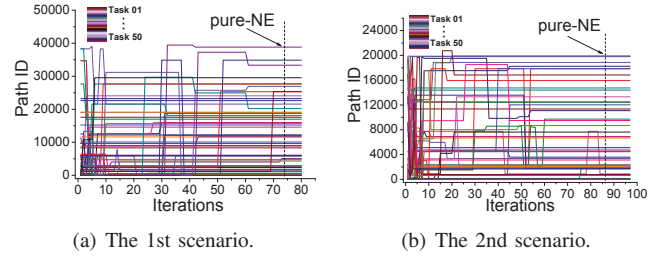 Task 01
Task 50
pure-NE
50000
40000
30000
20000
10000
0
Path ID
0 10 20 30 40 50 60 70 80
Iterations
(a) The 1st scenario.
Task 01
Task 50
pure-NE
24000
20000
16000
12000
8000
4000
0
Path ID
0 10 20 30 40 50 60 70 80 90 100
Iterations
(b) The 2nd scenario.